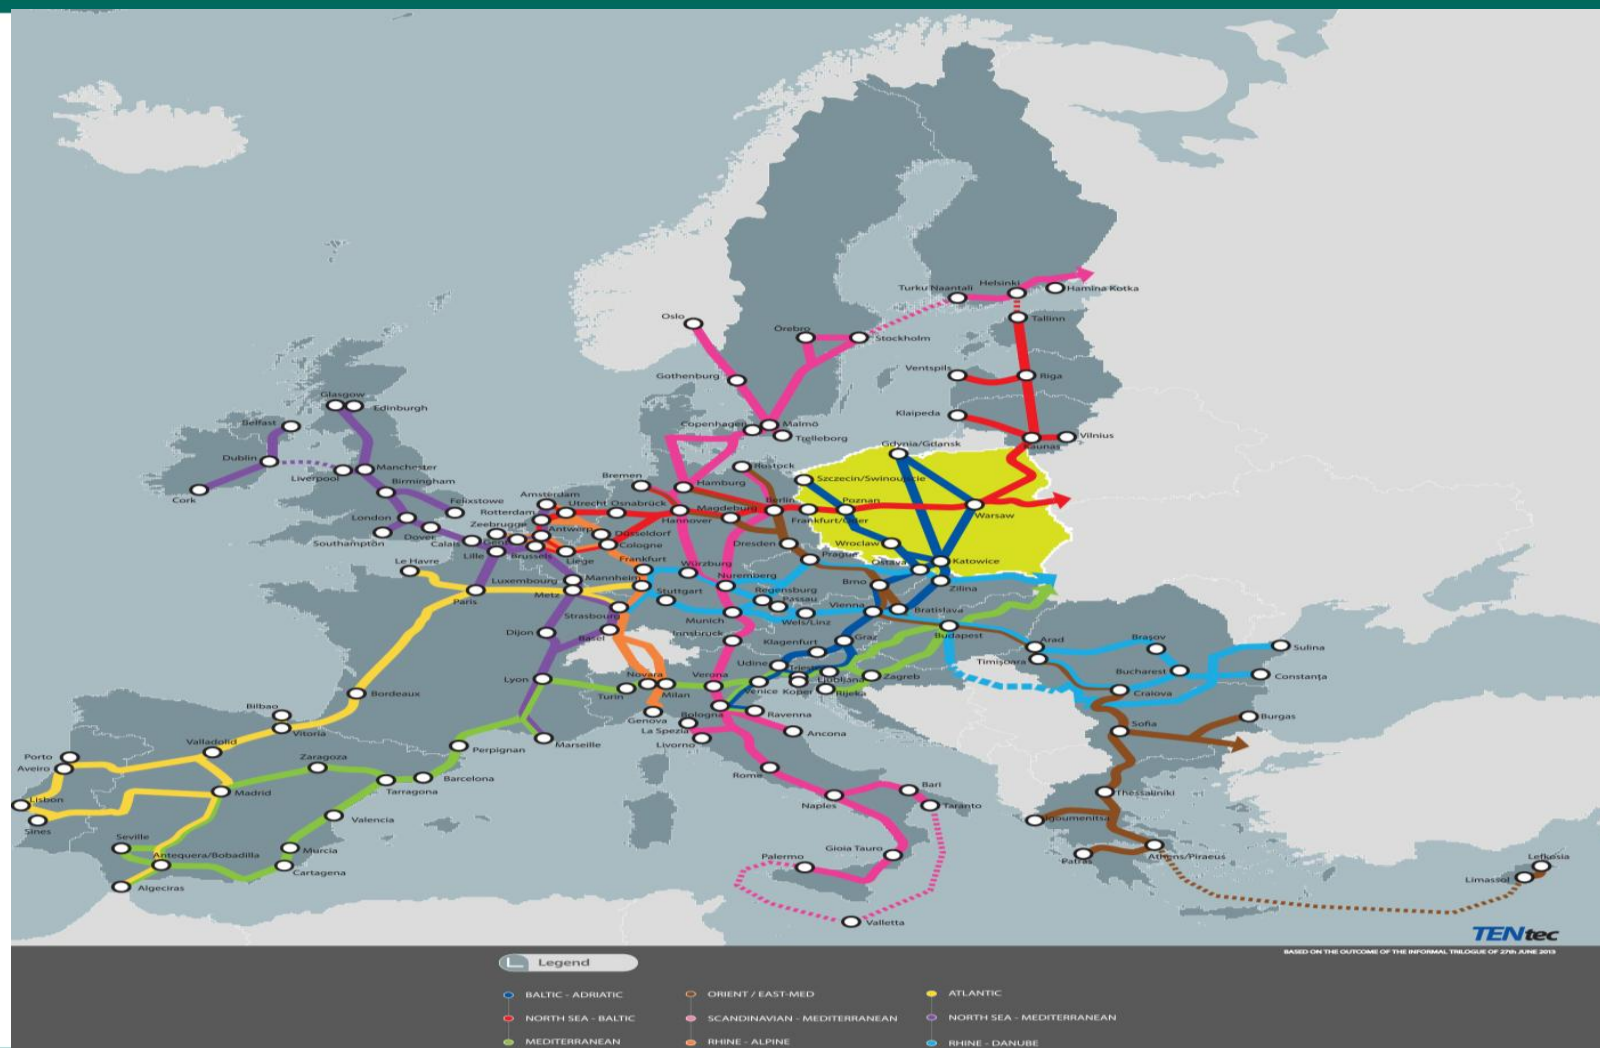 Oslo
Örebro
Stockholm
Turku Naantali
Helsinki
Hamina Kotka
Tallinn
Gothenburg
Ventspils
Riga
Klaipeda
Glasgow
Edinburgh
Belfast
Copenhagen
Malmö
Trelleborg
Kaunas
Vilnius
Gdynia/Gdansk
Dublin
Liverpool
Manchester
Cork
Birmingham
Felixstowe
London
Southampton
Dover
Calais
Bremen
Hamburg
Rostock
Szczecin/Swinoujscie
Amsterdam
Utrecht
Osnabrück
Rotterdam
Zeebrugge
Antwerp
Hannover
Magdeburg
Berlin
Frankfurt/Oder
Poznan
Warsaw
Gent
Düsseldorf
Cologne
Lille
Brussels
Liege
Dresden
Wroclaw
Le Havre
Frankfurt
Würzburg
Prague
Ostava
Katowice
Luxembourg
Mannheim
Nuremberg
Regensburg
Brno
Zilina
Paris
Metz
Stuttgart
Passau
Strasbourg
Munich
Wels/Linz
Vienna
Bratislava
Dijon
Basel
Innsbruck
Klagenfurt
Graz
Budapest
Arad
Brașov
Sulina
Udine
Trieste
Timișoara
Bucharest
Lyon
Novara
Verona
Ljubljana
Zagreb
Constanța
Turin
Milan
Venice
Koper
Rijeka
Craiova
Bordeaux
Bilbao
Genova
Bologna
Ravenna
Sofia
Burgas
Vitoria
La Spezia
Ancona
Valladolid
Marseille
Livorno
Porto
Aveiro
Zaragoza
Perpignan
Rome
Barcelona
Bari
Lisbon
Madrid
Tarragona
Naples
Taranto
Thessaliniki
Sines
Valencia
Igoumenitsa
Seville
Antequera/Bobadilla
Murcia
Gioia Tauro
Patras
Athens/Piraeus
Palermo
Cartagena
Lefkosia
Algeciras
Limassol
Valletta
TENtec
BASED ON THE OUTCOME OF THE INFORMAL TRILOGUE OF 27th JUNE 2013
Legend
BALTIC - ADRIATIC
ORIENT / EAST-MED
ATLANTIC
NORTH SEA - BALTIC
SCANDINAVIAN - MEDITERRANEAN
NORTH SEA - MEDITERRANEAN
MEDITERRANEAN
RHINE - ALPINE
RHINE - DANUBE